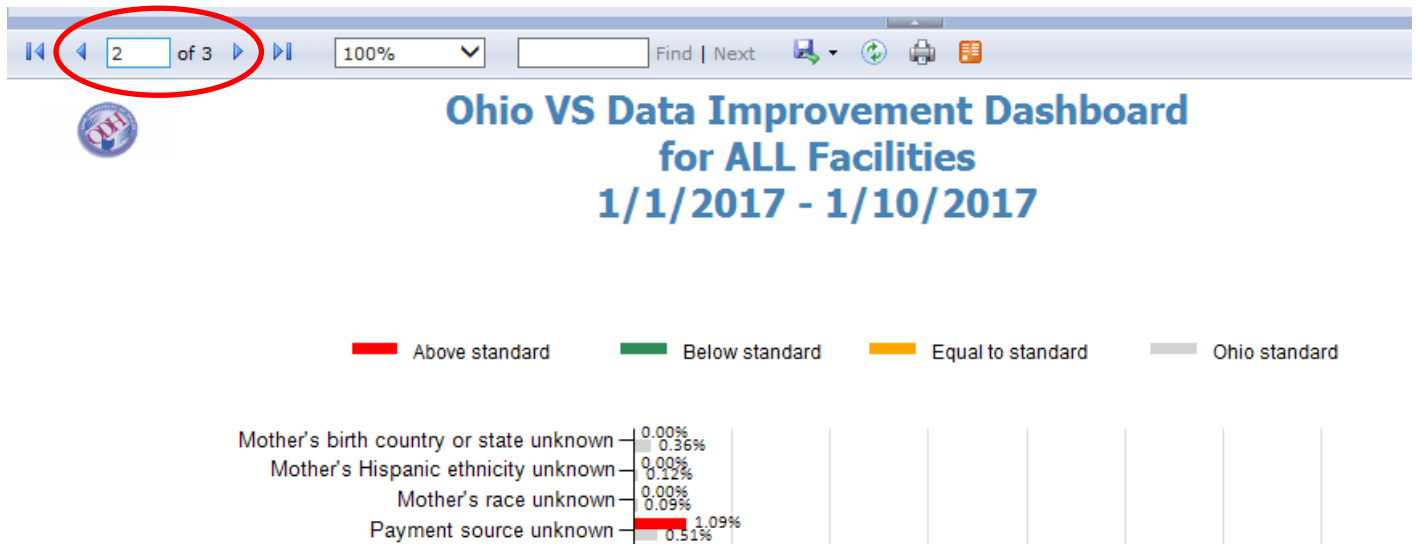 2 of 3 100% Find | Next
ODH
Ohio VS Data Improvement Dashboard
for ALL Facilities
1/1/2017 - 1/10/2017
Above standard Below standard Equal to standard Ohio standard
Mother's birth country or state unknown 0.00%
0.36%
Mother's Hispanic ethnicity unknown 0.00%
0.12%
Mother's race unknown 0.00%
0.09%
Payment source unknown 1.09%
0.51%